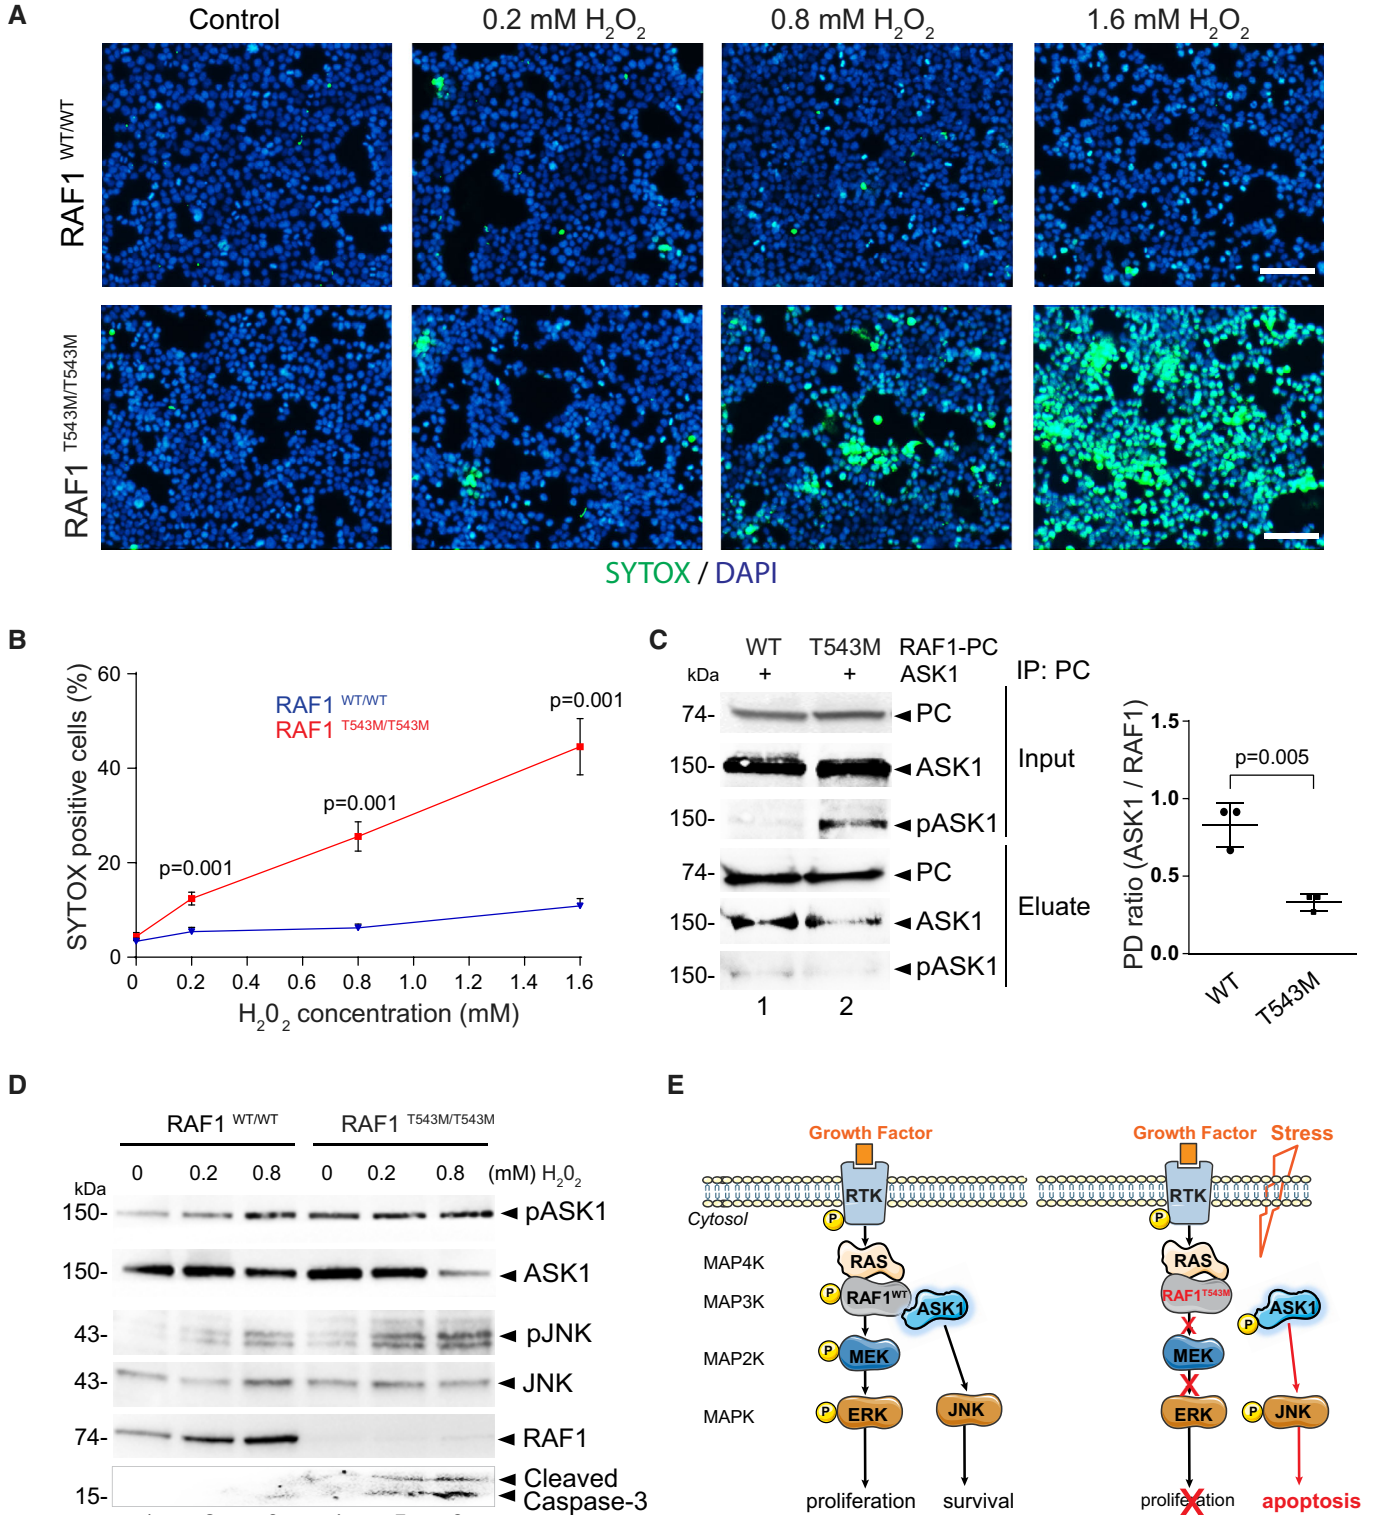 A
Control
0.2 mM H2O2
0.8 mM H2O2
1.6 mM H2O2
RAF1 WT/WT
RAF1 T543M/T543M
SYTOX / DAPI
B
SYTOX positive cells (%)
60
40
20
0
RAF1 WT/WT
RAF1 T543M/T543M
p=0.001
p=0.001
p=0.001
0 0.2 0.4 0.6 0.8 1.0 1.2 1.4 1.6
H202 concentration (mM)
C
WT T543M RAF1-PC
kDa + + ASK1
IP: PC
74- PC
150- ASK1
150- pASK1
Input
74- PC
150- ASK1
150- pASK1
Eluate
1 2
PD ratio (ASK1 / RAF1)
1.5
1.0
0.5
0.0
p=0.005
WT
T543M
D
RAF1 WT/WT
RAF1 T543M/T543M
0 0.2 0.8 0 0.2 0.8 (mM) H202
kDa
150- pASK1
150- ASK1
43- pJNK
43- JNK
74- RAF1
Cleaved
15- Caspase-3
E
Growth Factor
RTK
P
Cytosol
MAP4K
RAS
MAP3K
P
RAF1WT
ASK1
MAP2K
P
MEK
MAPK
P
ERK
JNK
proliferation
survival
Growth Factor
Stress
RTK
P
RAS
RAF1T543M
ASK1
P
X
MEK
X
ERK
P
JNK
proliferation
X
apoptosis